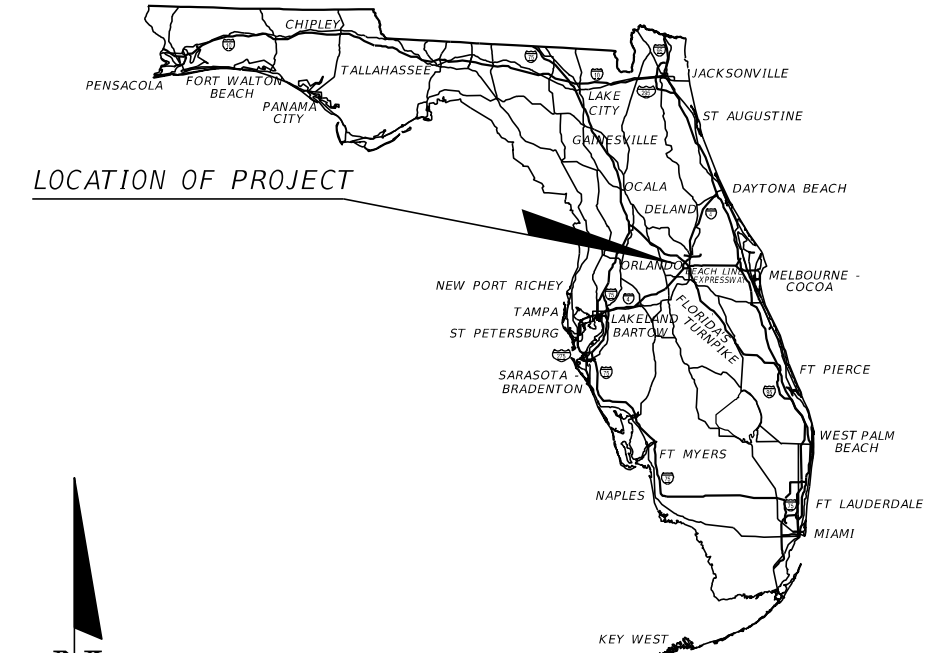 CHIPLEY
PENSACOLA
FORT WALTON
BEACH
PANAMA
CITY
TALLAHASSEE
LAKE
CITY
JACKSONVILLE
ST AUGUSTINE
GAINESVILLE
LOCATION OF PROJECT
OCALA
DAYTONA BEACH
DELAND
ORLANDO
BEACH LINE
EXPRESSWAY
MELBOURNE -
COCOA
NEW PORT RICHEY
TAMPA
ST PETERSBURG
LAKELAND
BARTOW
FLORIDA'S
TURNPIKE
SARASOTA -
BRADENTON
FT PIERCE
WEST PALM
BEACH
FT MYERS
NAPLES
FT LAUDERDALE
MIAMI
KEY WEST